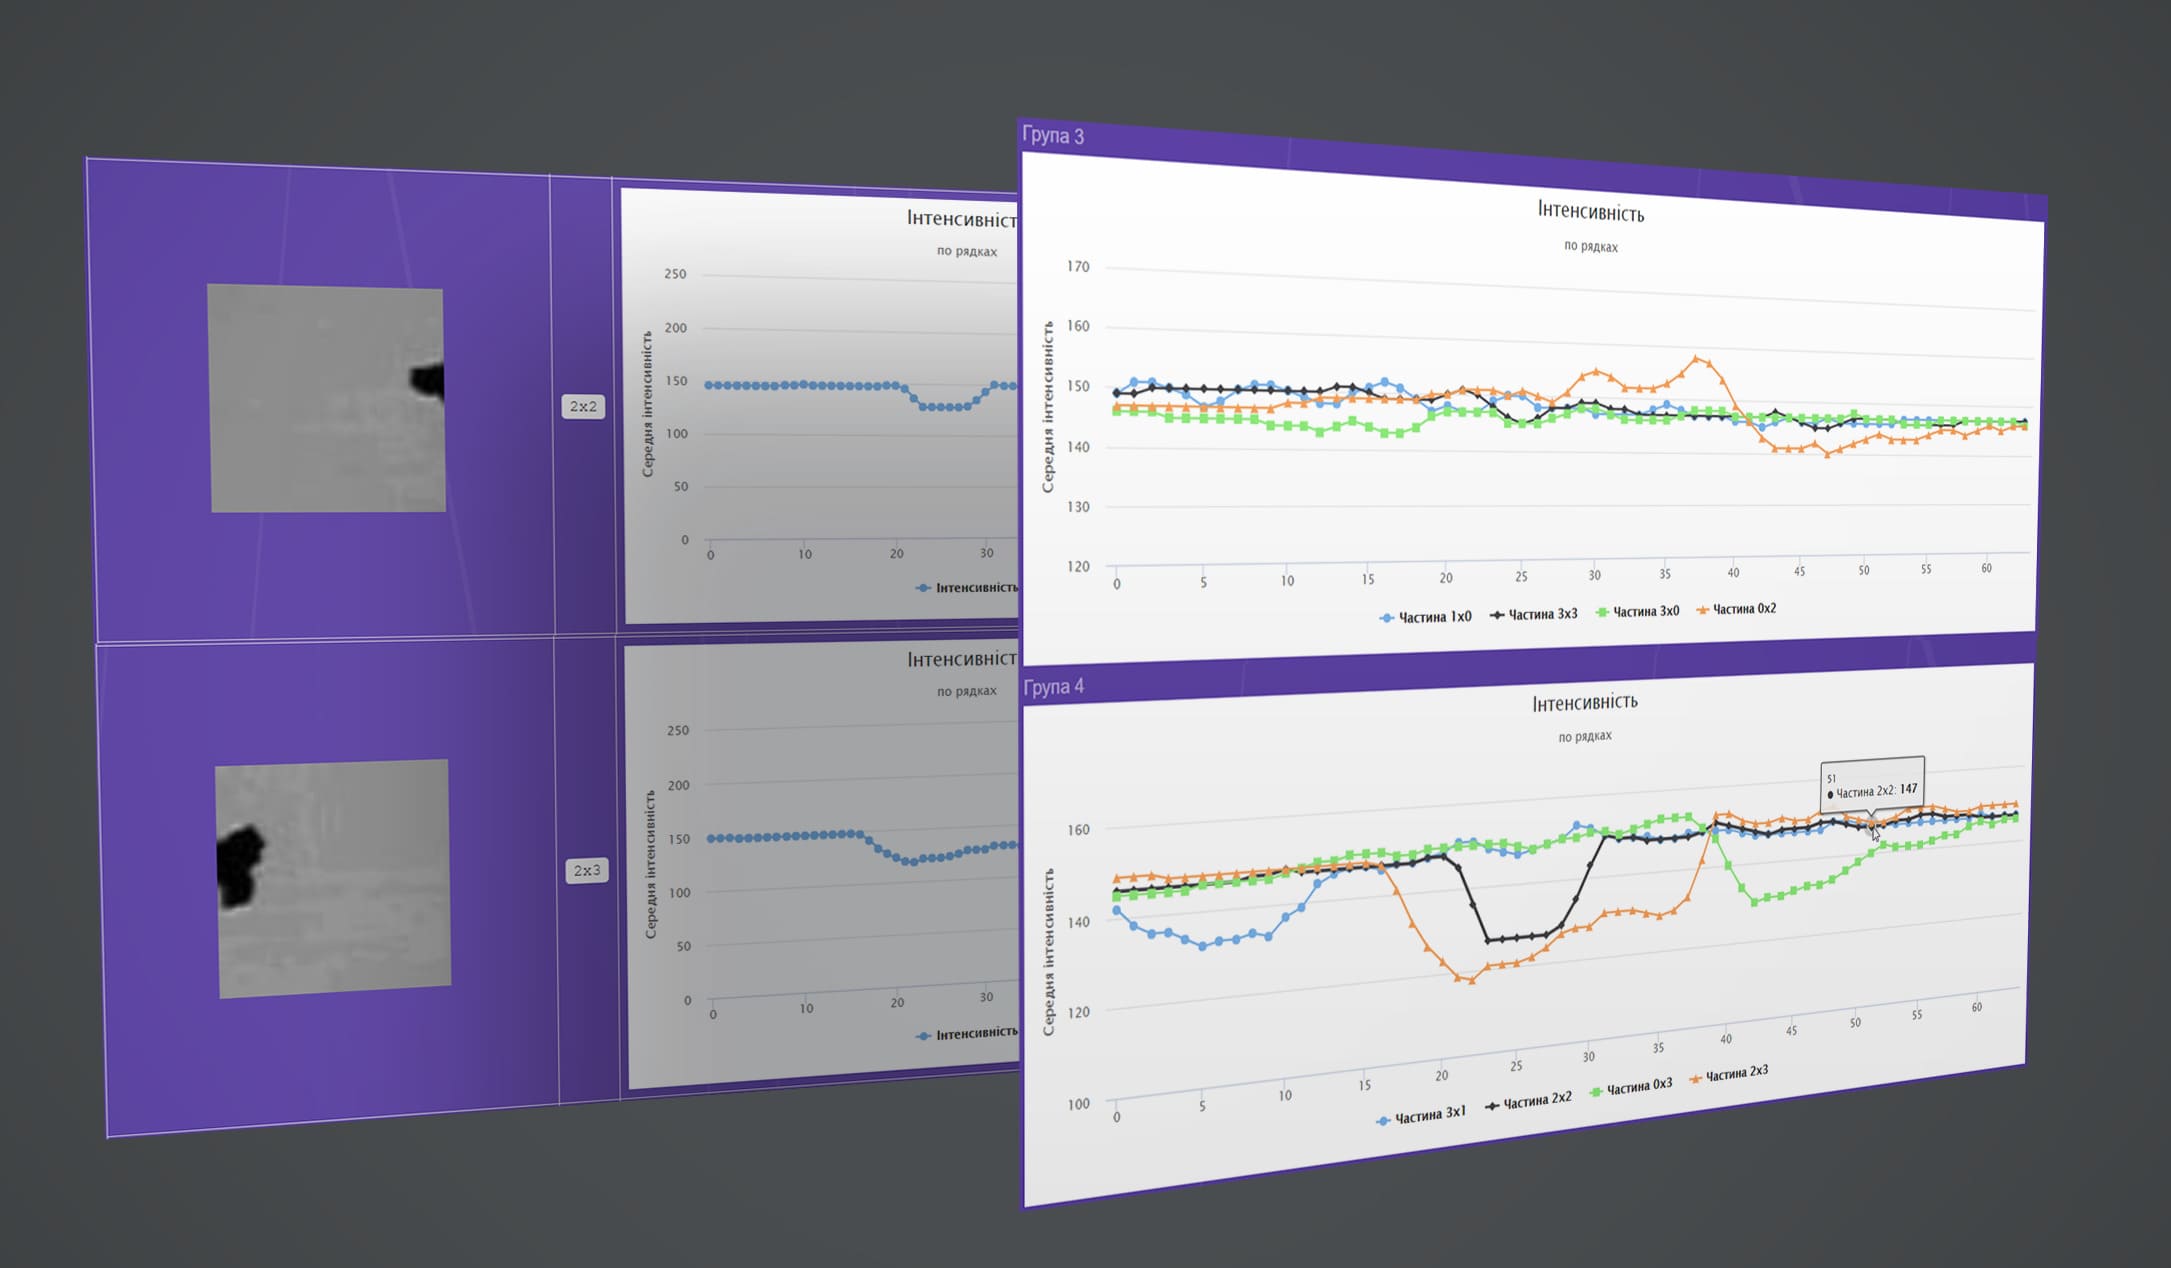 2x2
Інтенсивніст
по рядках
Середня інтенсивність
250
200
150
100
50
0
0 10 20 30
Інтенсивність
2x3
Інтенсивніст
по рядках
Середня інтенсивність
250
200
150
100
50
0
0 10 20 30
Інтенсивність
Група 3
Інтенсивність
по рядках
Середня інтенсивність
170
160
150
140
130
120
0 5 10 15 20 25 30 35 40 45 50 55 60
Частина 1x0 Частина 3x3 Частина 3x0 Частина 0x2
Група 4
Інтенсивність
по рядках
Середня інтенсивність
160
140
120
100
51
Частина 2x2: 147
0 5 10 15 20 25 30 35 40 45 50 55 60
Частина 3x1 Частина 2x2 Частина 0x3 Частина 2x3